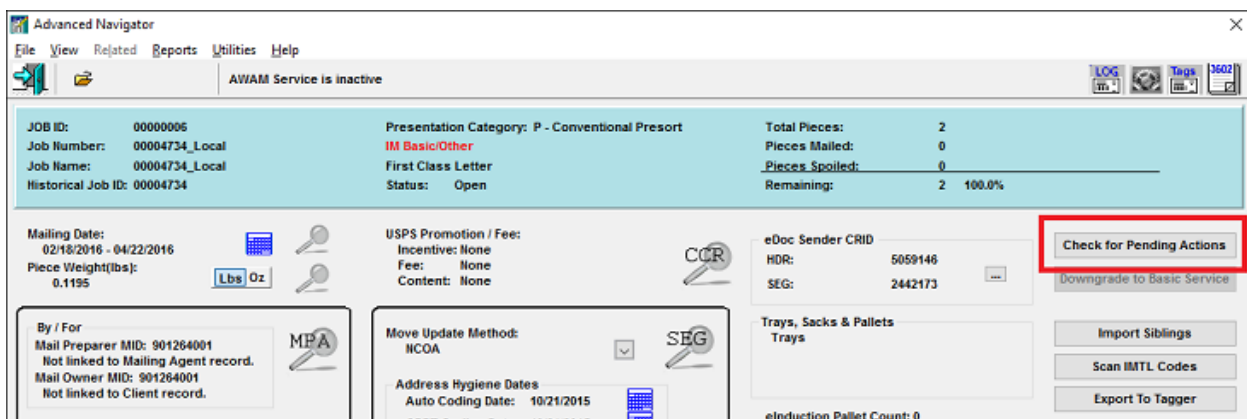 Advanced Navigator
File View Related Reports Utilities Help
AWAM Service is inactive
LOG
Tags
3602
JOB ID: 00000006
Job Number: 00004734_Local
Job Name: 00004734_Local
Historical Job ID: 00004734
Presentation Category: P - Conventional Presort
IM Basic/Other
First Class Letter
Status: Open
Total Pieces: 2
Pieces Mailed: 0
Pieces Spoiled: 0
Remaining: 2 100.0%
Mailing Date:
02/18/2016 - 04/22/2016
Piece Weight(lbs):
0.1195
Lbs Oz
USPS Promotion / Fee:
Incentive: None
Fee: None
Content: None
CCR
eDoc Sender CRID
HDR: 5059146
SEG: 2442173
...
Check for Pending Actions
Downgrade to Basic Service
By / For
Mail Preparer MID: 901264001
Not linked to Mailing Agent record.
Mail Owner MID: 901264001
Not linked to Client record.
MPA
Move Update Method:
NCOA
SEG
Address Hygiene Dates
Auto Coding Date: 10/21/2015
Trays, Sacks & Pallets
Trays
eInduction Pallet Count: 0
Import Siblings
Scan IMTL Codes
Export To Tagger